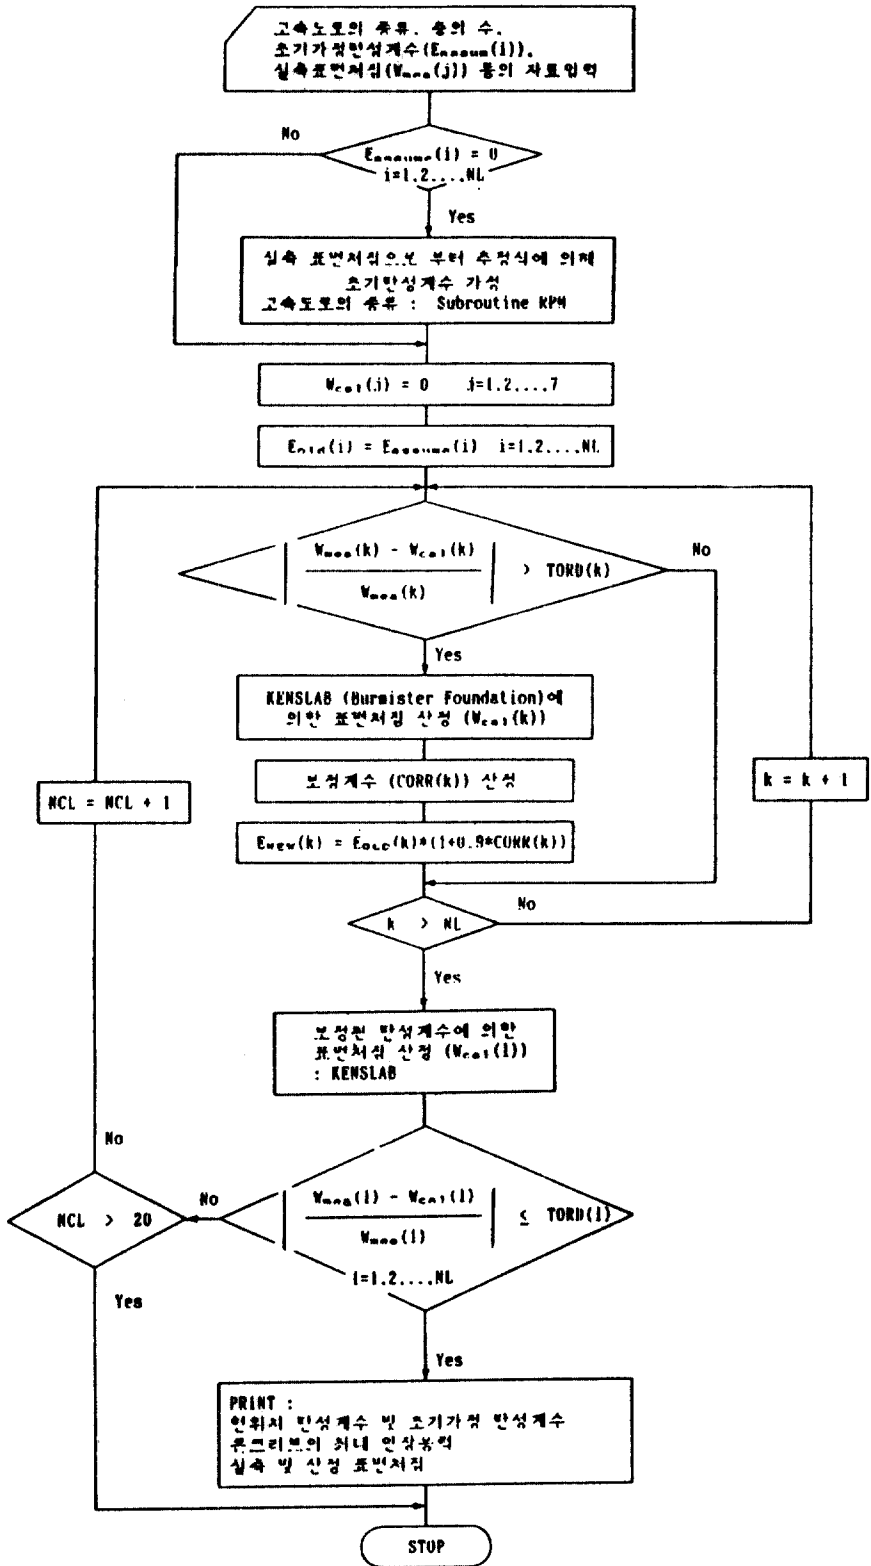 고속도로의 종류, 층의 수,
초기가정탄성계수(Eassum(i)),
실측표면처짐(Wmea(j)) 등의 자료입력
No
Eassume(i) = 0
i=1,2...,NL
Yes
실측 표면처짐으로 부터 추정식에 의해
초기탄성계수 가정
고속도로의 종류 : Subroutine
Wcal(j) = 0 j=1,2...,7
Eold(i) = Eassume(i) i=1,2...,NL
Wmea(k) - Wcal(k)
Wmea(k)
> TORD(k)
No
Yes
KENSLAB (Burmister Foundation)에
의한 표면처짐 산정 (Wcal(k))
보정계수 (CORR(k)) 산정
k = k + 1
NCL = NCL + 1
ENEW(k) = EOLD(k)*(1+0.9*CORR(k))
k > NL
No
Yes
보정된 탄성계수에 의한
표면처짐 산정 (Wcal(i))
: KENSLAB
No
No
Wmea(i) - Wcal(i)
Wmea(i)
≤ TORD(i)
i=1,2...,NL
NCL > 20
Yes
Yes
PRINT :
현위치 탄성계수 및 초기가정 탄성계수
콘크리트의 최대 인장응력
실측 및 산정 표면처짐
STOP